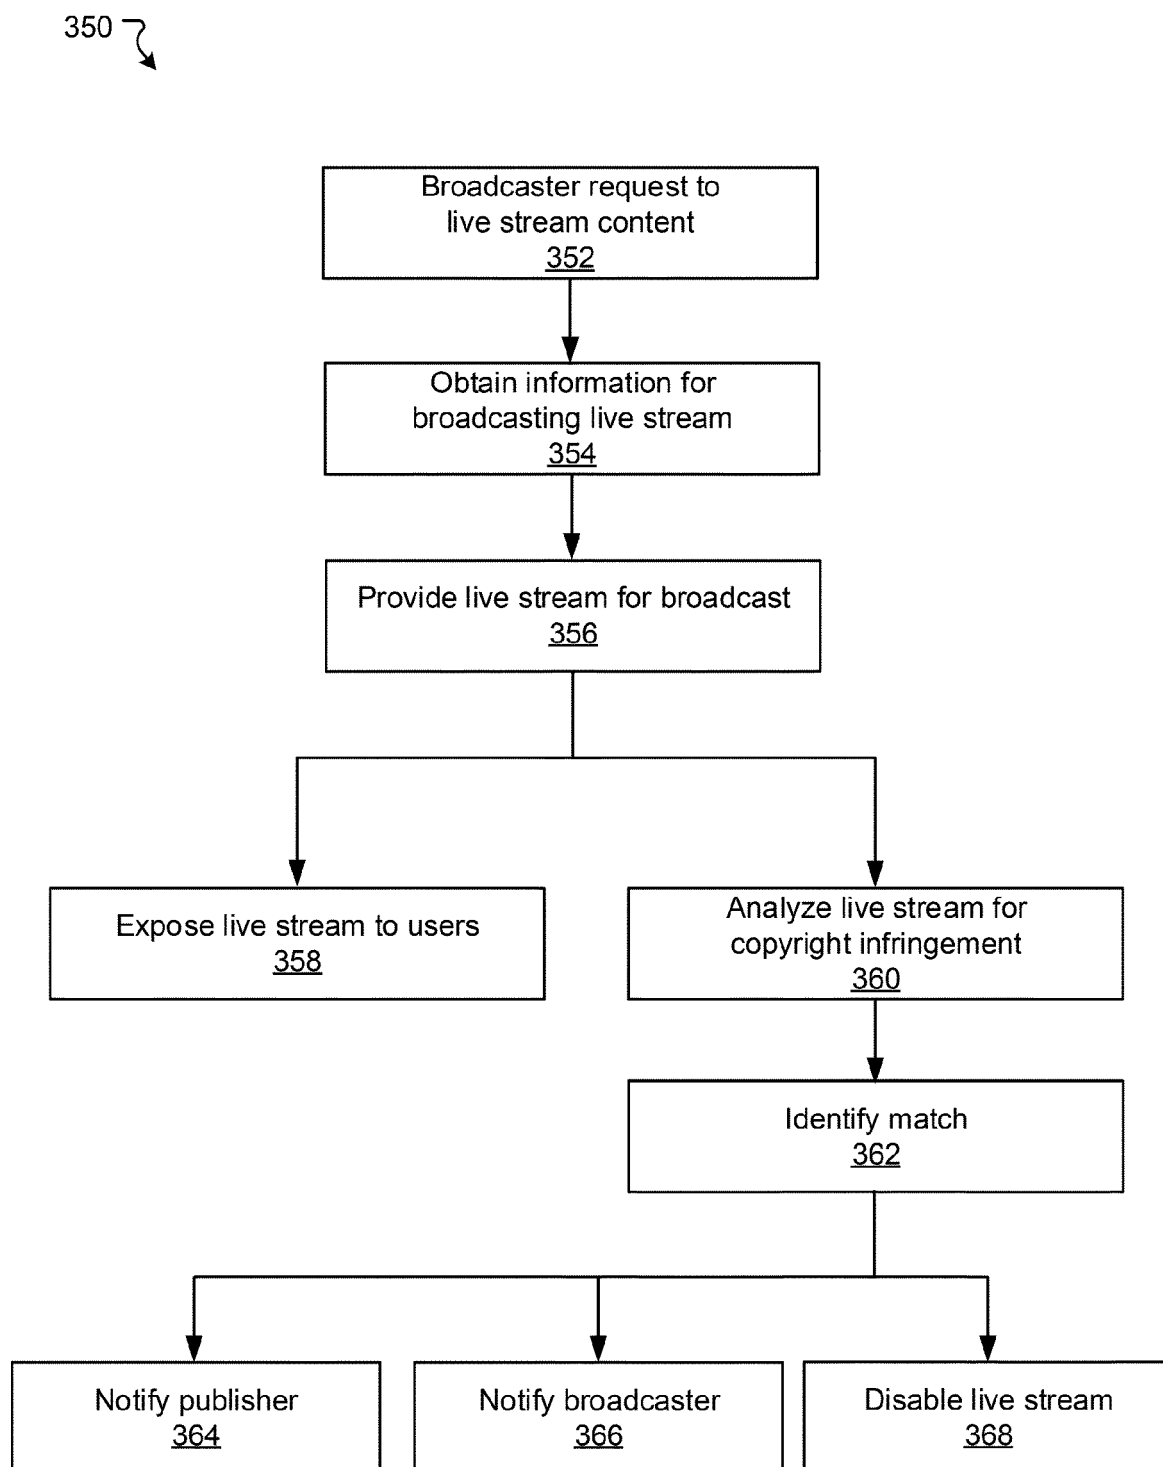 350
Broadcaster request to
live stream content
352
Obtain information for
broadcasting live stream
354
Provide live stream for broadcast
356
Expose live stream to users
358
Analyze live stream for
copyright infringement
360
Identify match
362
Notify publisher
364
Notify broadcaster
366
Disable live stream
368